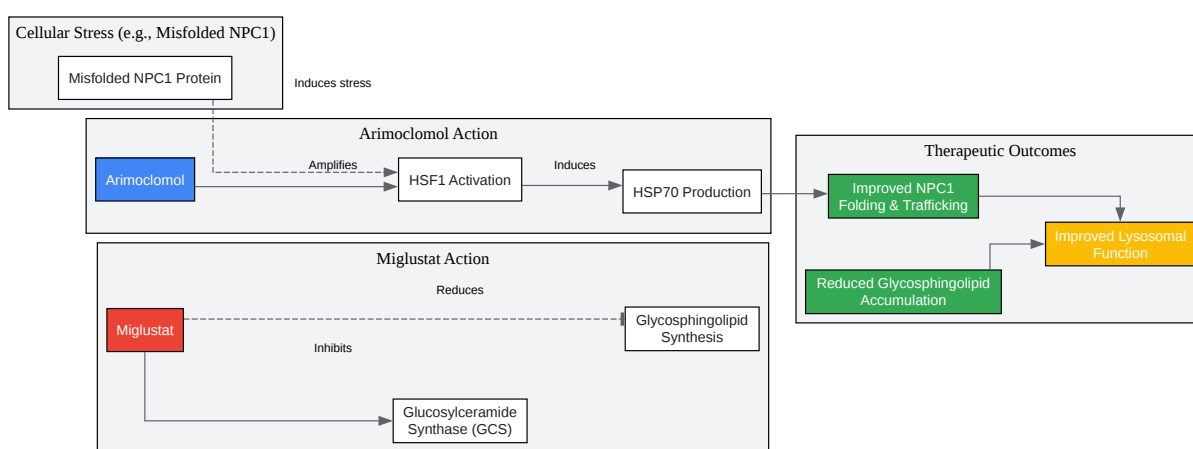 Cellular Stress (e.g., Misfolded NPC1)
Misfolded NPC1 Protein
Induces stress
Arimoclomol Action
Arimoclomol
Amplifies
HSF1 Activation
Induces
HSP70 Production
Therapeutic Outcomes
Improved NPC1
Folding & Trafficking
Improved Lysosomal
Function
Reduced Glycosphingolipid
Accumulation
Miglustat Action
Reduces
Miglustat
Glycosphingolipid
Synthesis
Inhibits
Glucosylceramide
Synthase (GCS)